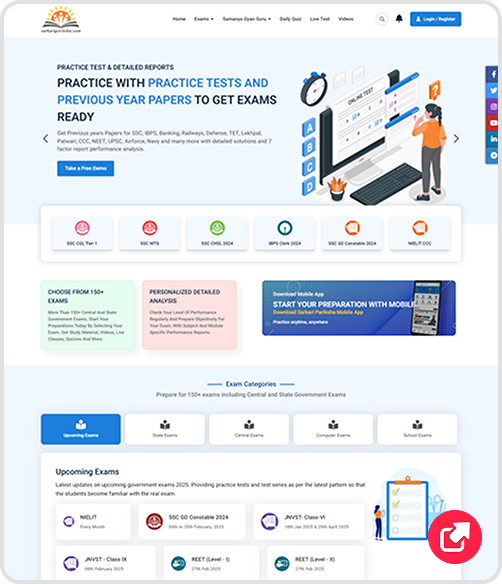 sarkaripariksha.com
Home Exams Samanya Gyan Guru Daily Quiz Live Test Videos Login / Register
PRACTICE TEST & DETAILED REPORTS
PRACTICE WITH PRACTICE TESTS AND
PREVIOUS YEAR PAPERS TO GET EXAMS
READY
Get Previous years Papers for SSC, IBPS, Banking, Railways, Defense, TET, Lekhpal,
Patwari, CCC, NEET, UPSC, Airforce, Navy and many more with detailed solutions and 7
factor report performance analysis.
Take a Free Demo
ONLINE TEST
A
B
C
D
SSC CGL Tier-1
SSC MTS
SSC CHSL 2024
IBPS Clerk 2024
SSC GD Constable 2024
NIELIT CCC
CHOOSE FROM 150+
EXAMS
More Than 150+ Central And State
Government Exams, Start Your
Preparations Today By Selecting Your
Exam. Get Study Material, Videos, Live
Classes, Quizzes And More.
PERSONALIZED DETAILED
ANALYSIS
Check Your Level Of Performance
Regularly And Prepare Objectively For
Your Exam, With Subject And Module
Specific Performance Reports.
Download Mobile App
START YOUR PREPARATION WITH MOBIL
Download Sarkari Pariksha Mobile App
Practice anytime, anywhere
Exam Categories
Prepare for 150+ exams including Central and State Government Exams
Upcoming Exams
State Exams
Central Exams
Computer Exams
School Exams
Upcoming Exams
Latest updates on upcoming government exams 2025. Providing practice tests and test series as per the latest pattern so that
the students become familiar with the real exam.
NIELIT
Every Month
SSC GD Constable 2024
04th to 25th February, 2025
JNVST- Class-VI
18th Jan 2025 & 25th April 2025
JNVST - Class IX
08th February 2025
REET (Level - I)
27th Feb 2025
REET (Level - II)
27th Feb 2025